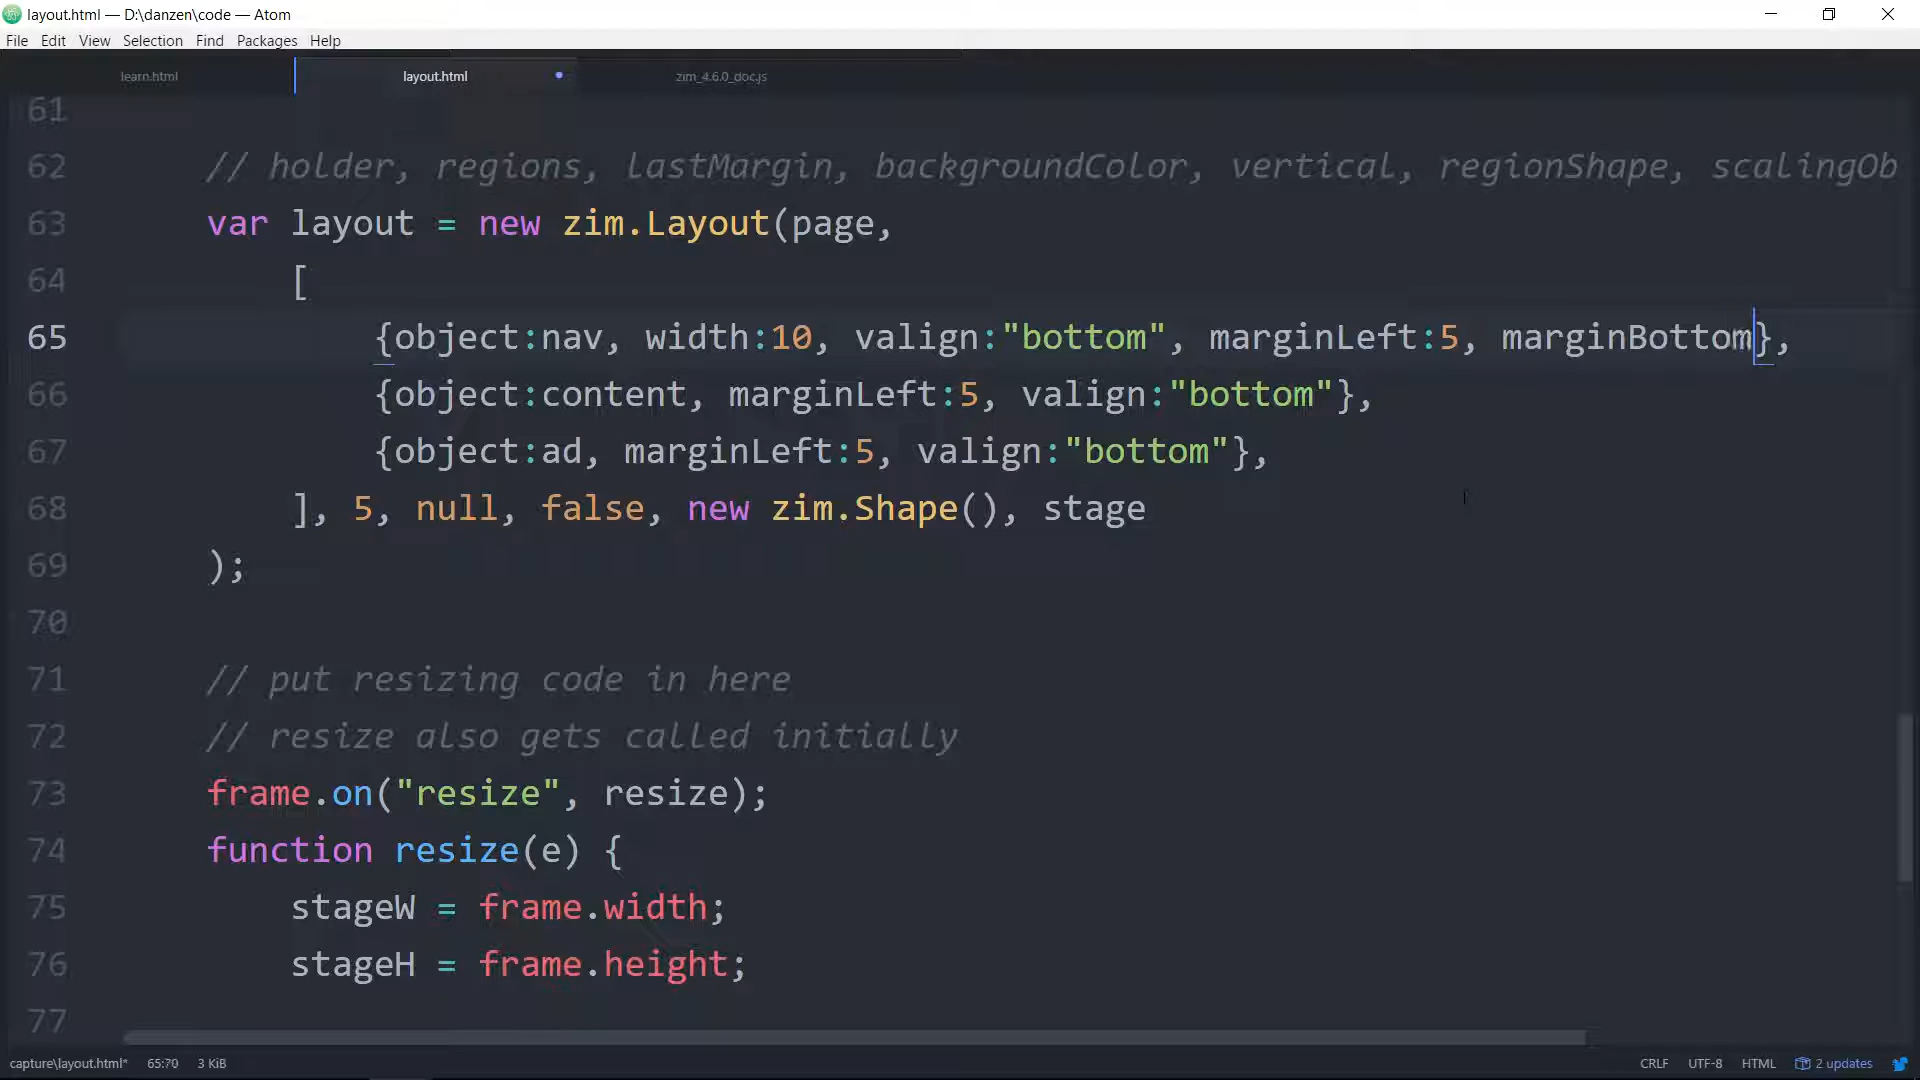 layout.html — D:\danzen\code — Atom
File Edit View Selection Find Packages Help
learn.html layout.html zim_4.6.0_doc.js
61
62 // holder, regions, lastMargin, backgroundColor, vertical, regionShape, scalingOb
63 var layout = new zim.Layout(page,
64 [
65 {object:nav, width:10, valign:"bottom", marginLeft:5, marginBottom},
66 {object:content, marginLeft:5, valign:"bottom"},
67 {object:ad, marginLeft:5, valign:"bottom"},
68 ], 5, null, false, new zim.Shape(), stage
69 );
70
71 // put resizing code in here
72 // resize also gets called initially
73 frame.on("resize", resize);
74 function resize(e) {
75 stageW = frame.width;
76 stageH = frame.height;
77
capture\layout.html* 65:70 3 KiB CRLF UTF-8 HTML 2 updates